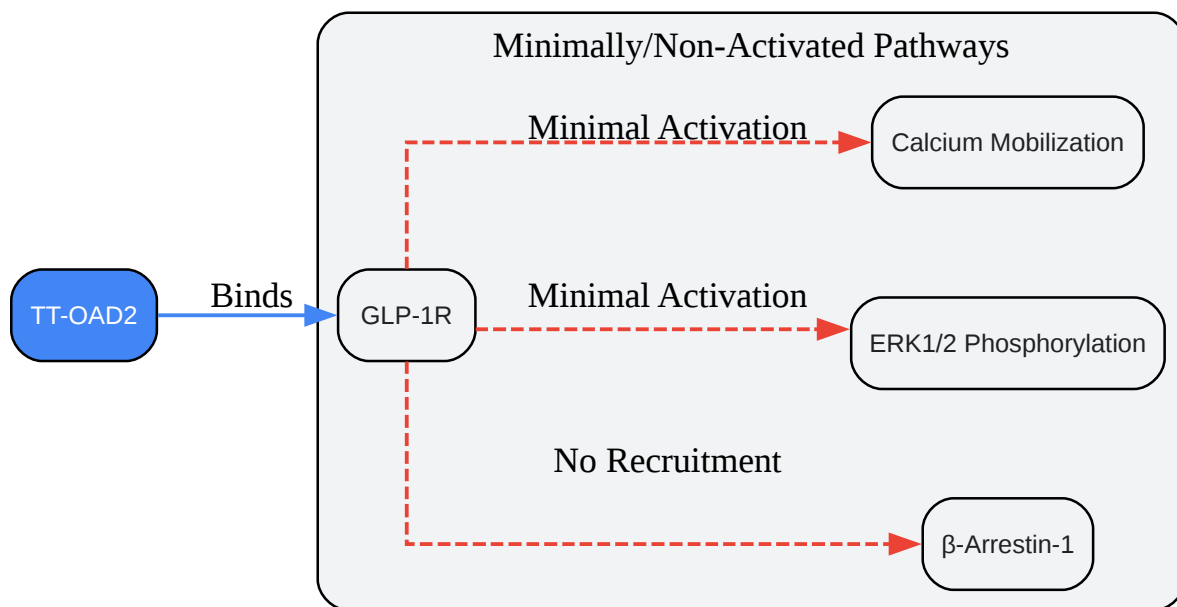 Minimally/Non-Activated Pathways
Minimal Activation
Calcium Mobilization
TT-OAD2
Binds
GLP-1R
Minimal Activation
ERK1/2 Phosphorylation
No Recruitment
β-Arrestin-1